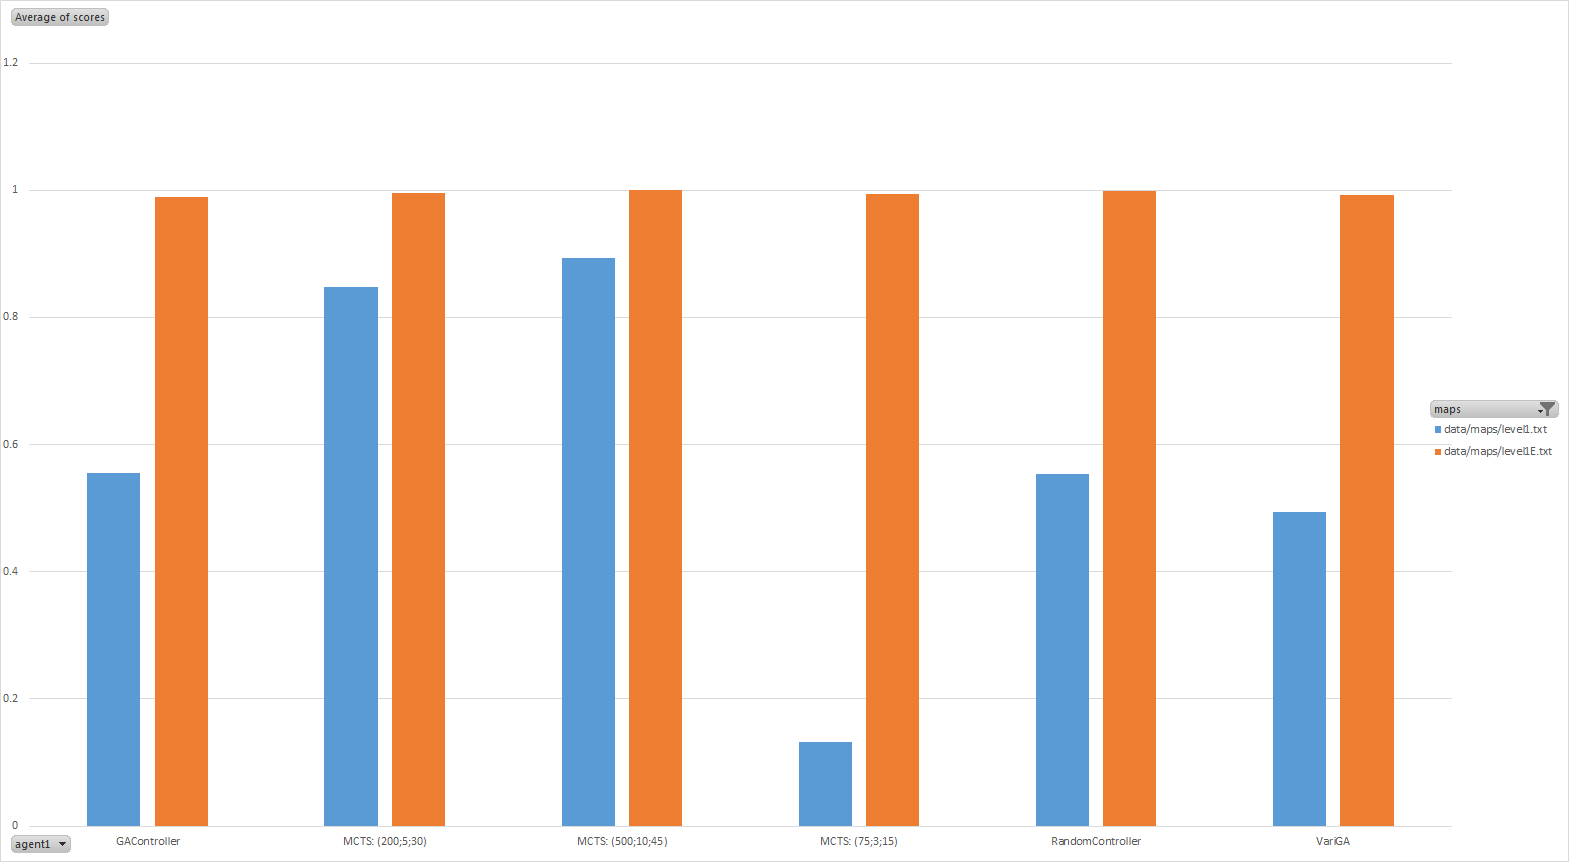 Average of scores
1.2
1
0.8
0.6
0.4
0.2
0
maps
data/maps/level1.txt
data/maps/level1E.txt
GAController
MCTS: (200;5;30)
MCTS: (500;10;45)
MCTS: (75;3;15)
RandomController
VariGA
agent1